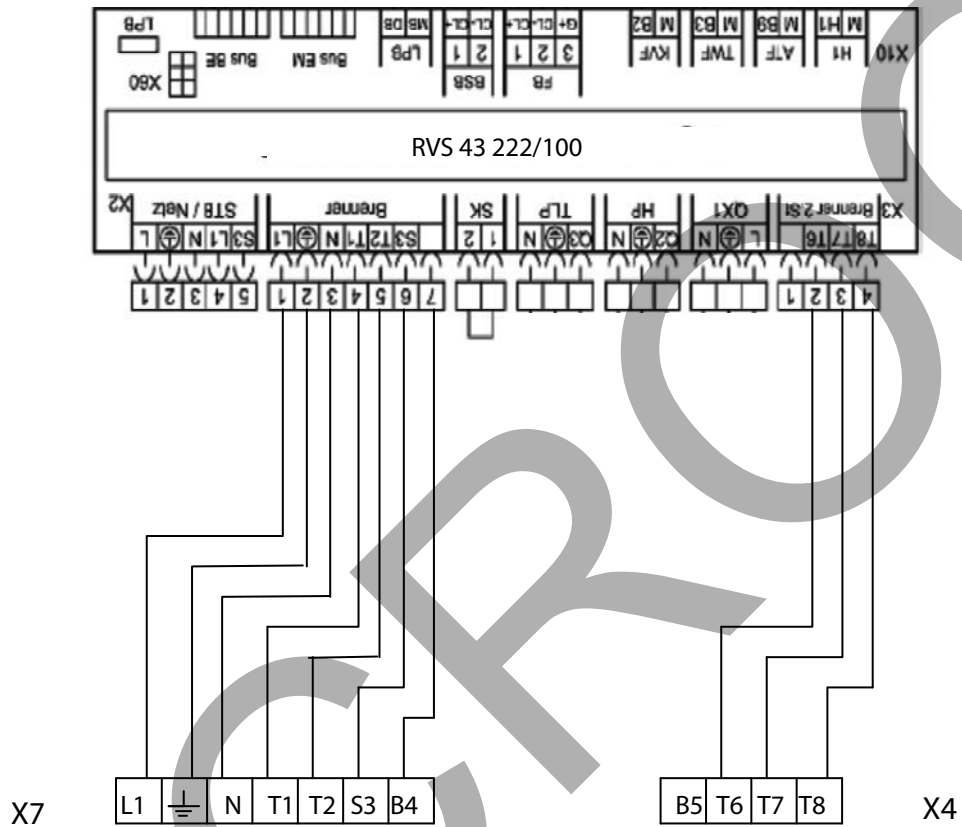 LPB
X60
Bus BE
Bus EM
DB MB
LPB
CL+ CL-
1 2
BSB
CL+ CL- G+
1 2 3
FB
B2 M
KVF
B3 M
TWF
B9 M
ATF
H1 M
H1
X10
RVS 43 222/100
X2
STB / Netz
L N L1 S3
1 2 3 4 5
Brenner
L1 N T1 T2 S3
1 2 3 4 5 6 7
SK
2 1
TLP
N Q3
HP
N Q2
QX1
N L
Brenner 2.St
X3
T6 T7 T8
1 2 3 4
X7
L1 N T1 T2 S3 B4
B5 T6 T7 T8
X4
CRO